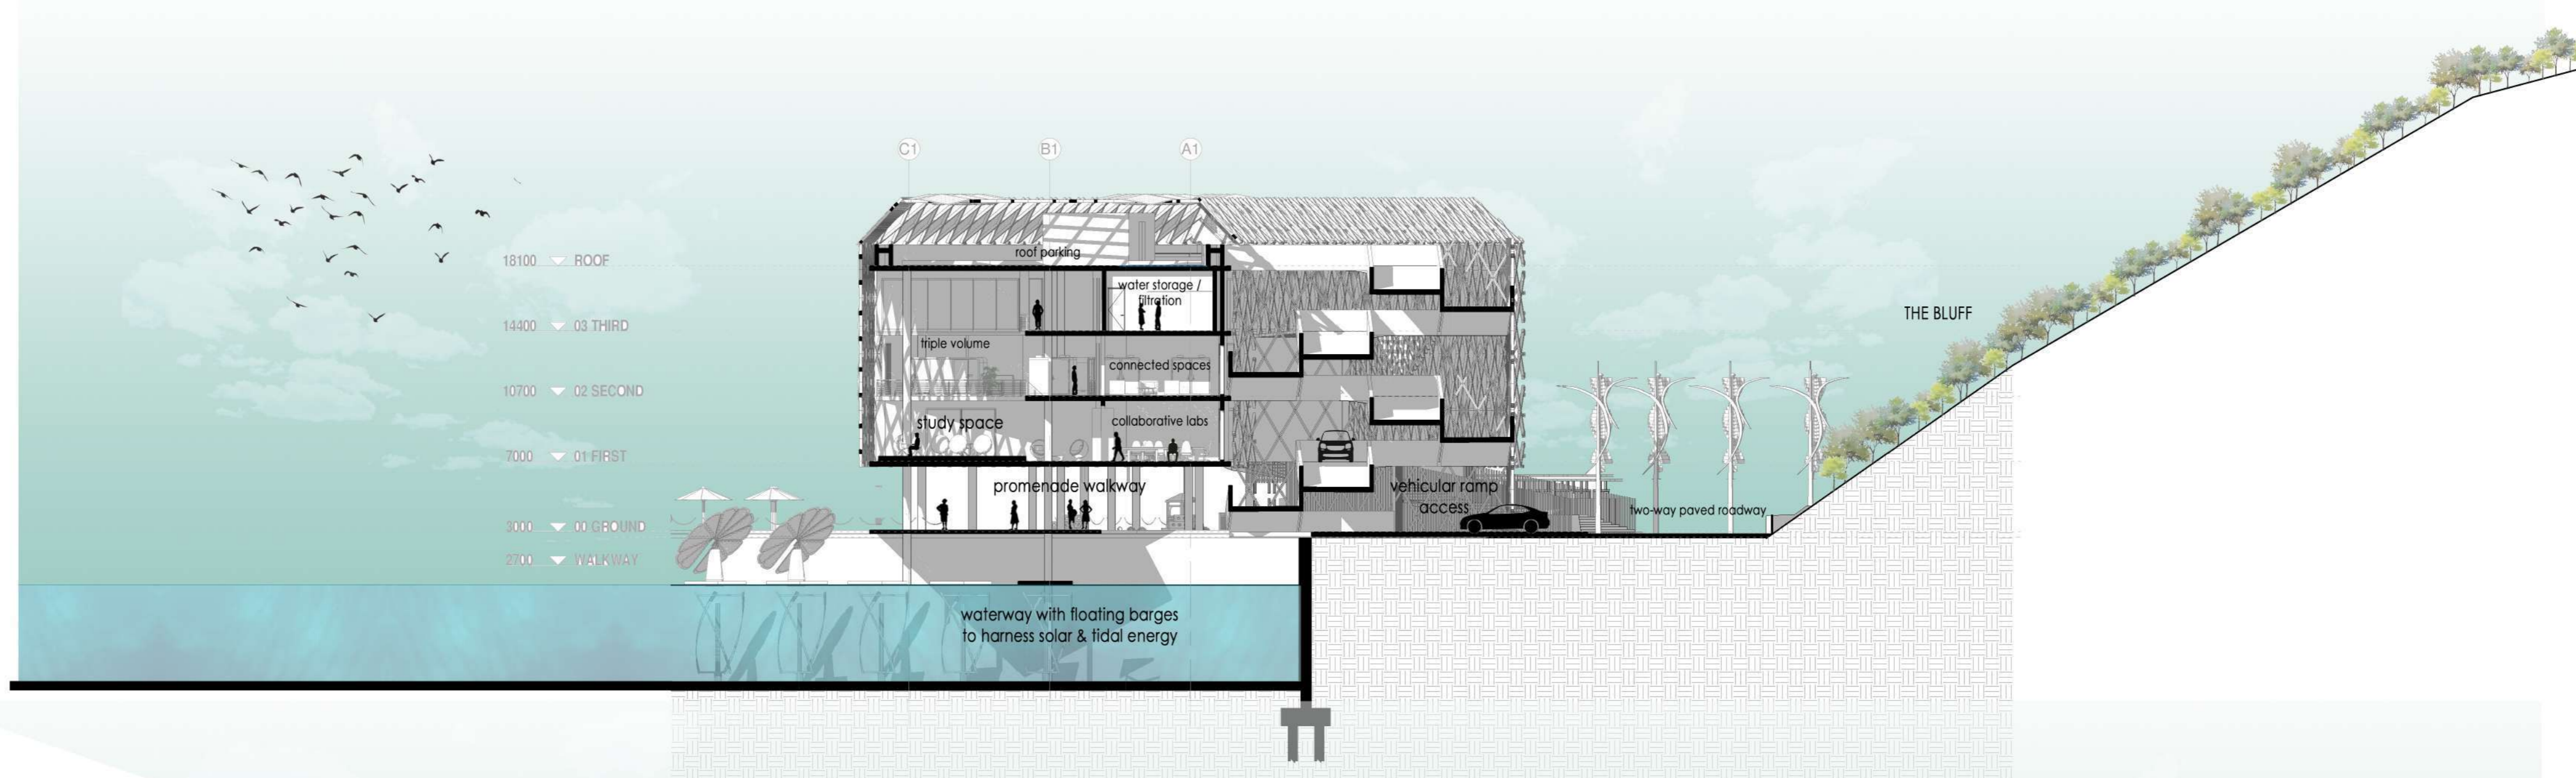 C1
B1
A1
18100 ROOF
14400 03 THIRD
10700 02 SECOND
7000 01 FIRST
3000 00 GROUND
2700 WALKWAY
roof parking
water storage /
filtration
triple volume
connected spaces
study space
collaborative labs
promenade walkway
vehicular ramp
access
two-way paved roadway
THE BLUFF
waterway with floating barges
to harness solar & tidal energy